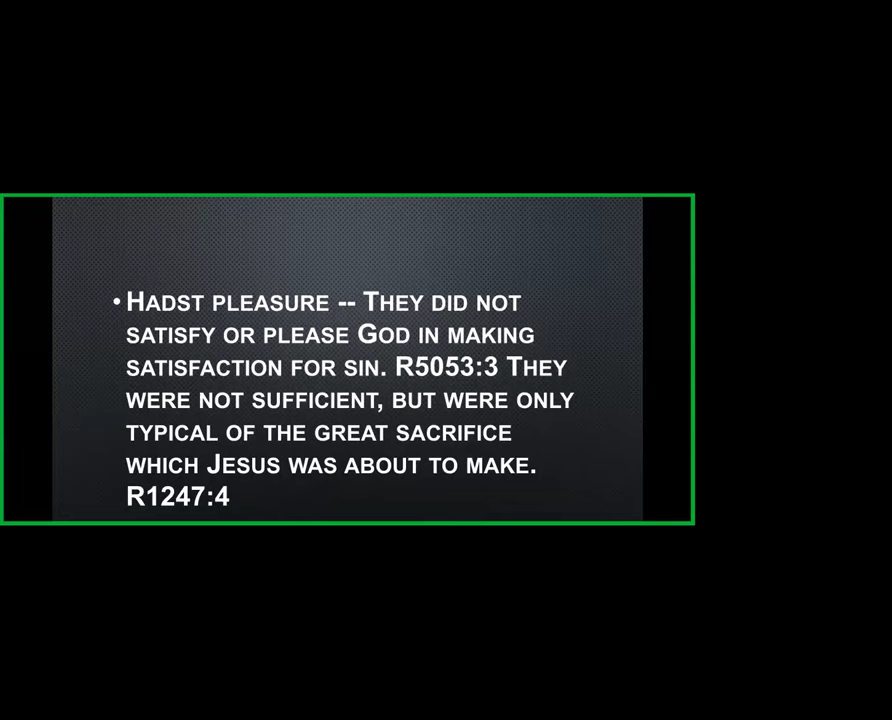 • Hadst pleasure -- They did not
satisfy or please God in making
satisfaction for sin. R5053:3 They
were not sufficient, but were only
typical of the great sacrifice
which Jesus was about to make.
R1247:4